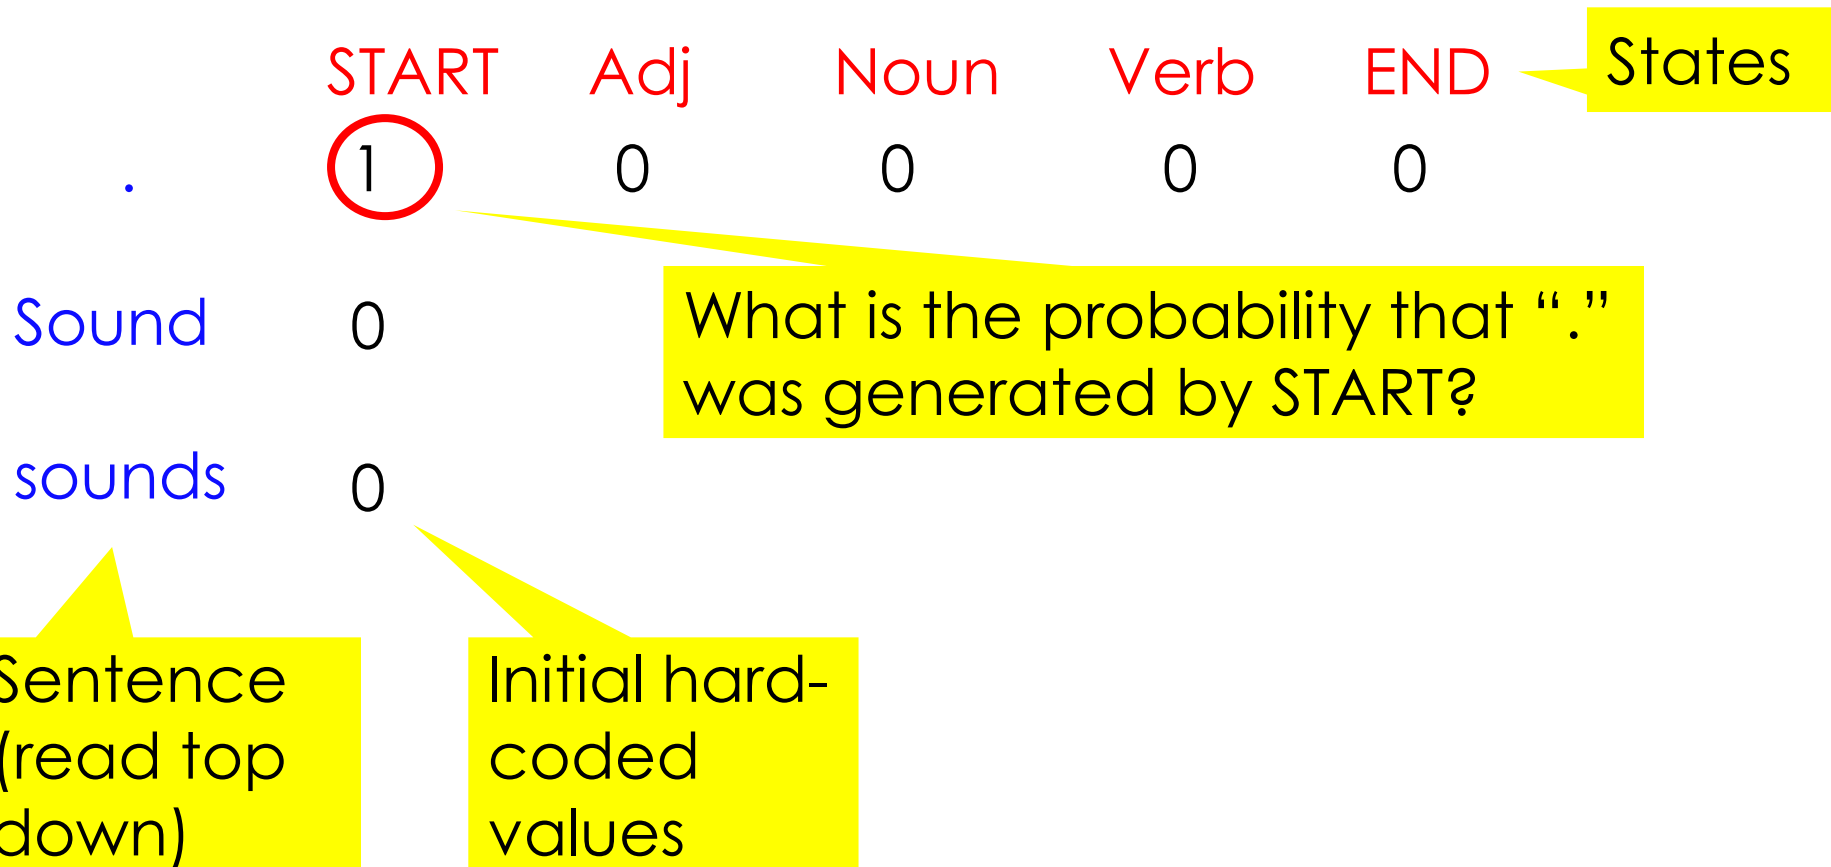 START Adj Noun Verb END States
. 1 0 0 0 0
Sound 0
What is the probability that “.”
was generated by START?
sounds 0
Sentence
(read top
down)
Initial hard-
coded
values